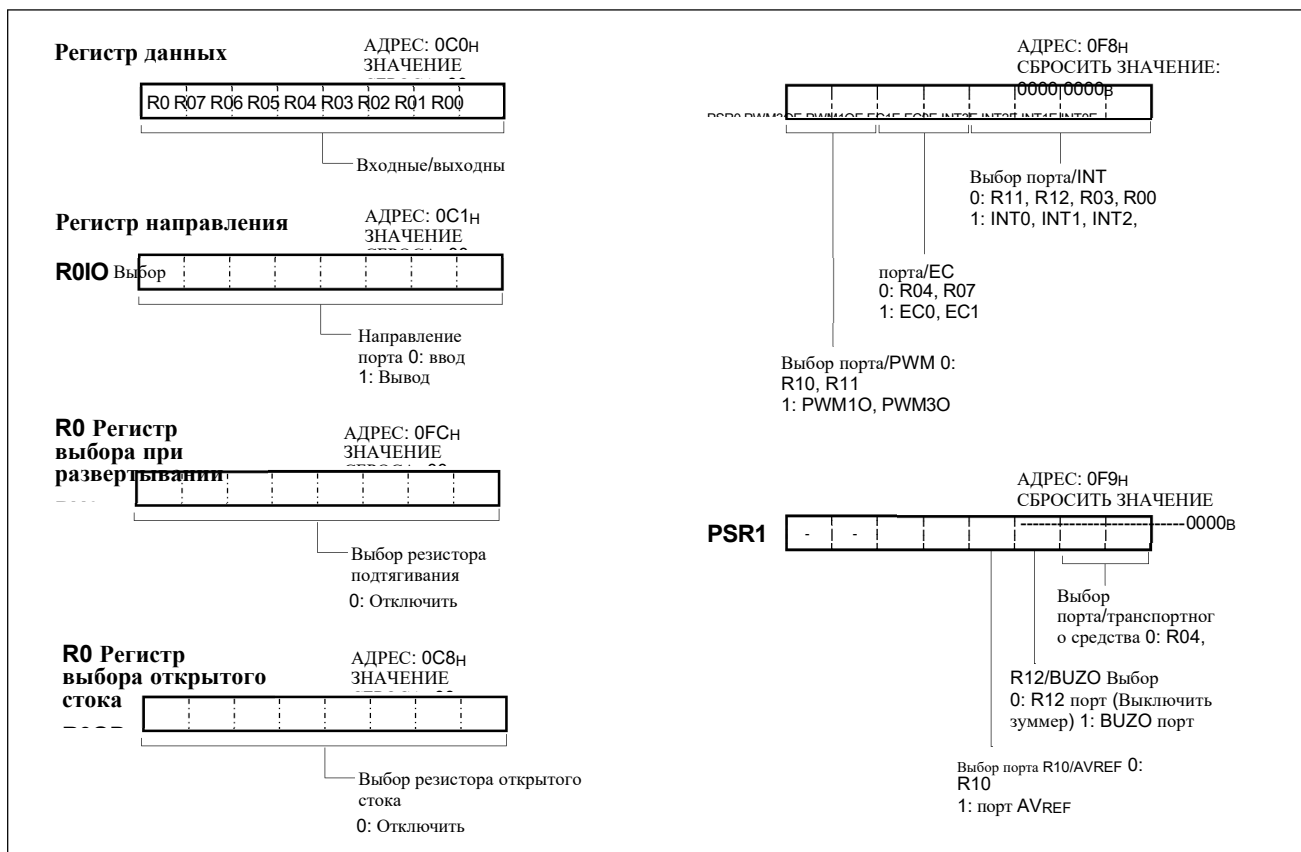 Регистр данных
АДРЕС: 0C0H
ЗНАЧЕНИЕ
R0 R07 R06 R05 R04 R03 R02 R01 R00
Входные/выходны
Регистр направления
АДРЕС: 0C1H
ЗНАЧЕНИЕ
R0IO Выбор
Направление
порта 0: ввод
1: Вывод
R0 Регистр
выбора при
развертывании
АДРЕС: 0FCH
ЗНАЧЕНИЕ
Выбор резистора
подтягивания
0: Отключить
R0 Регистр
выбора открытого
стока
АДРЕС: 0C8H
ЗНАЧЕНИЕ
Выбор резистора открытого
стока
0: Отключить
АДРЕС: 0F8H
СБРОСИТЬ ЗНАЧЕНИЕ:
0000 0000B
Выбор порта/INT
0: R11, R12, R03, R00
1: INT0, INT1, INT2,
порта/EC
0: R04, R07
1: EC0, EC1
Выбор порта/PWM 0:
R10, R11
1: PWM1O, PWM3O
АДРЕС: 0F9H
СБРОСИТЬ ЗНАЧЕНИЕ
0000B
PSR1 - -
Выбор
порта/транспортног
о средства 0: R04,
R12/BUZO Выбор
0: R12 порт (Выключить
зуммер) 1: BUZO порт
Выбор порта R10/AVREF 0:
R10
1: порт AVREF